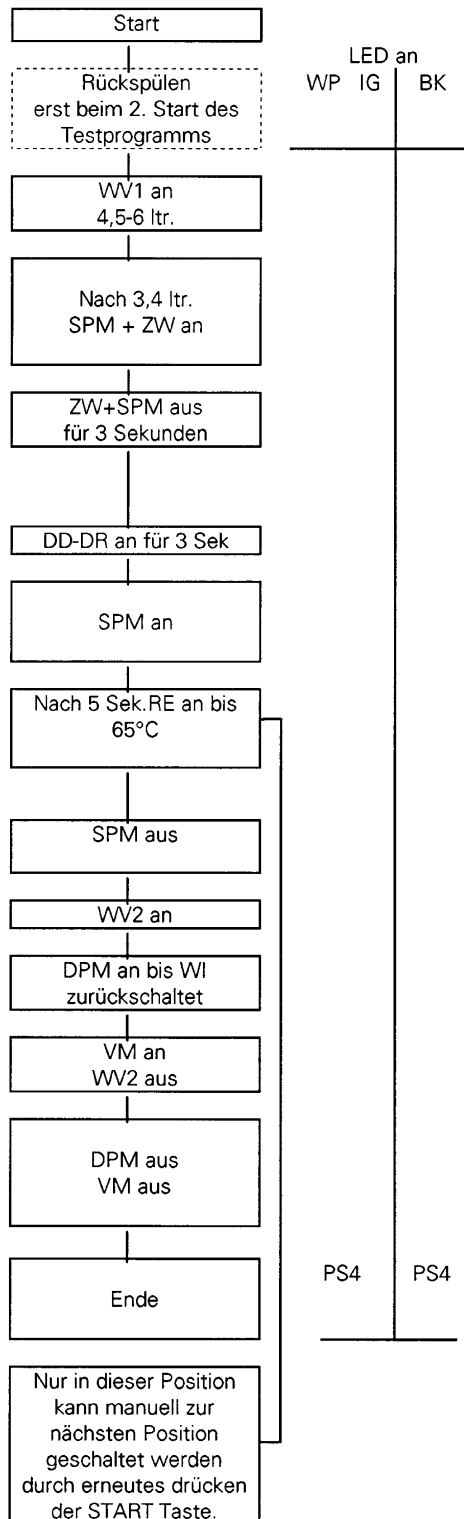 Start
Rückspülen
erst beim 2. Start des
Testprogramms
LED an
WP IG BK
WV1 an
4,5-6 ltr.
Nach 3,4 ltr.
SPM + ZW an
ZW+SPM aus
für 3 Sekunden
DD-DR an für 3 Sek
SPM an
Nach 5 Sek.RE an bis
65°C
SPM aus
WV2 an
DPM an bis WI
zurückschaltet
VM an
WV2 aus
DPM aus
VM aus
Ende
PS4 PS4
Nur in dieser Position
kann manuell zur
nächsten Position
geschaltet werden
durch erneutes drücken
der START Taste.